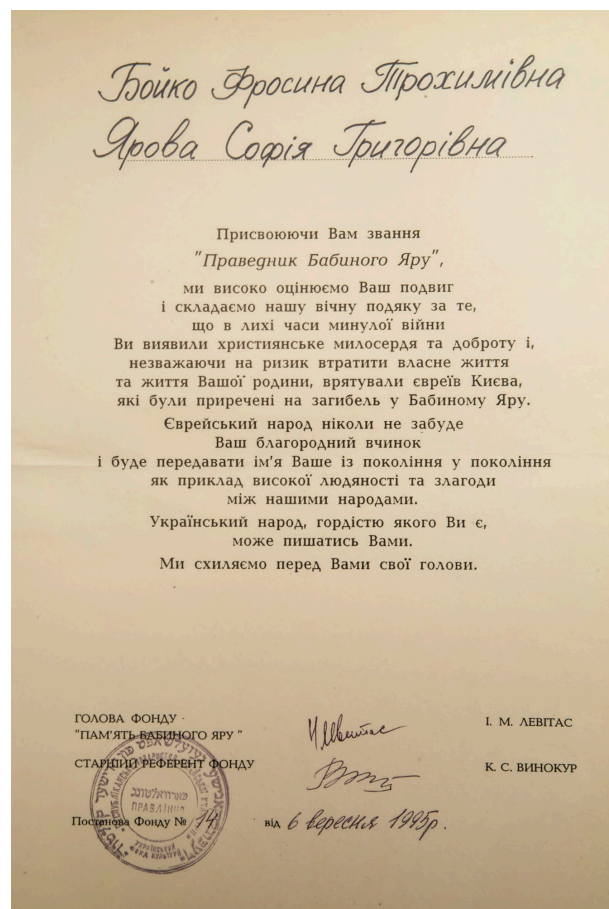 Бойко Фросина Трохимівна
Ярова Софія Григорівна
Присвоюючи Вам звання
"Праведник Бабиного Яру",
ми високо оцінюємо Ваш подвиг
і складаємо нашу вічну подяку за те,
що в лихі часи минулої війни
Ви виявили християнське милосердя та доброту і,
незважаючи на ризик втратити власне життя
та життя Вашої родини, врятували євреїв Києва,
які були приречені на загибель у Бабиному Яру.
Єврейський народ ніколи не забуде
Ваш благородний вчинок
і буде передавати ім'я Ваше із покоління у покоління
як приклад високої людяності та злагоди
між нашими народами.
Український народ, гордістю якого Ви є,
може пишатись Вами.
Ми схиляємо перед Вами свої голови.
ГОЛОВА ФОНДУ
"ПАМ'ЯТЬ БАБИНОГО ЯРУ"
І. М. ЛЕВІТАС
СТАРШИЙ РЕФЕРЕНТ ФОНДУ
К. С. ВИНОКУР
ПРАВЛІННЯ
Постанова Фонду № 14 від 6 вересня 1995р.